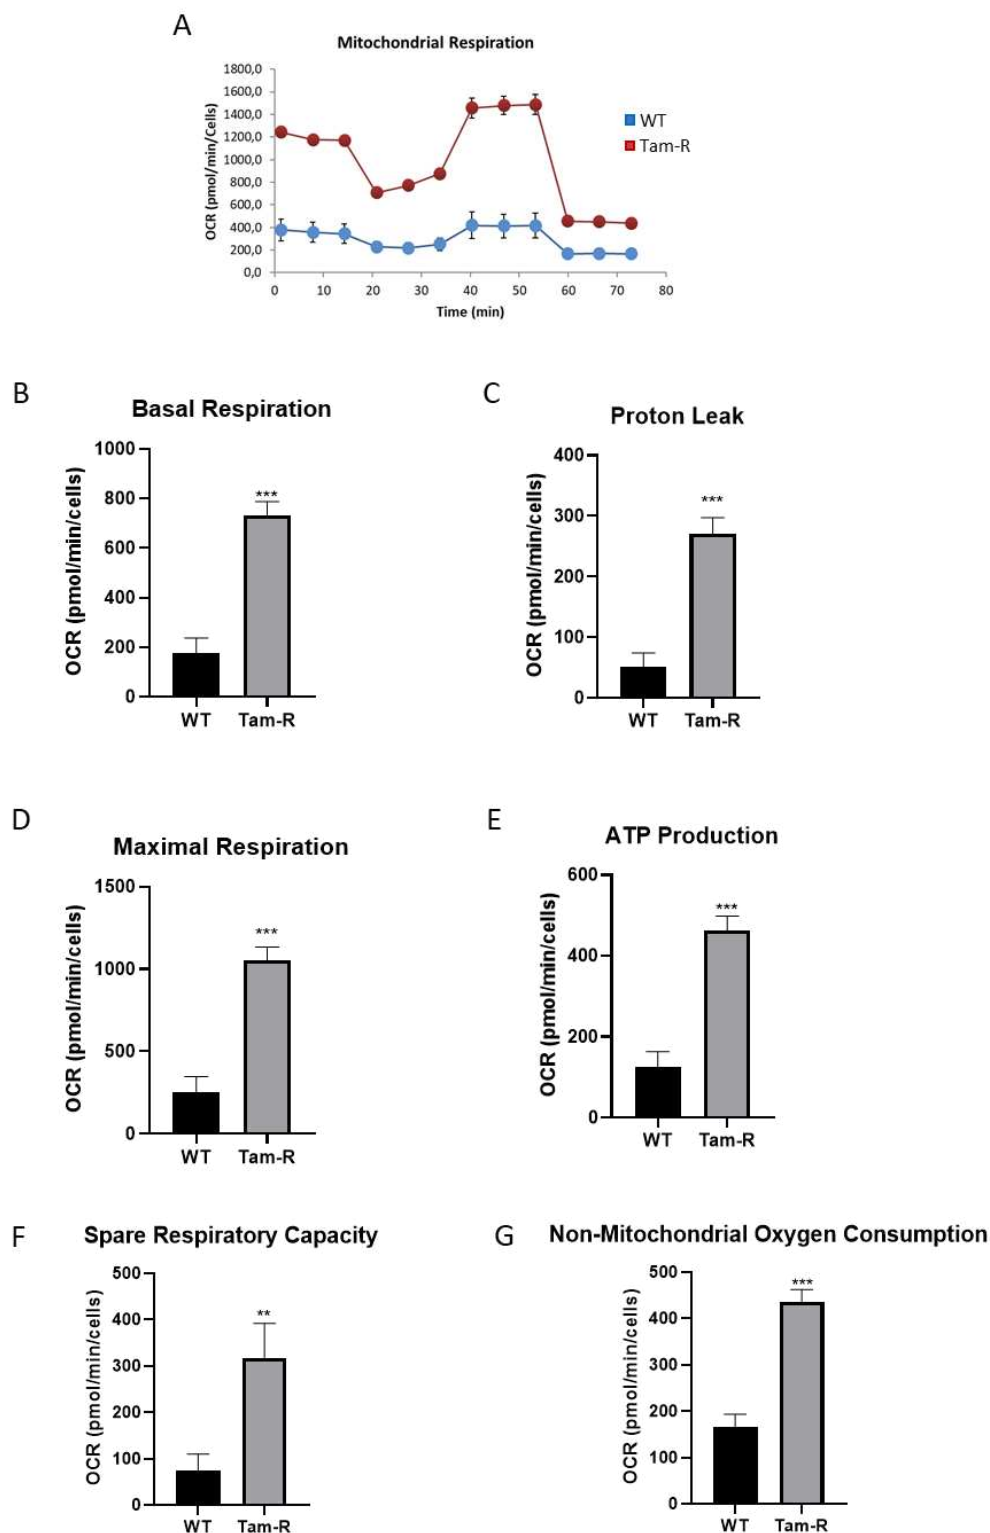 A
Mitochondrial Respiration
OCR (pmol/min/Cells)
1800,0
1600,0
1400,0
1200,0
1000,0
800,0
600,0
400,0
200,0
0,0
0 10 20 30 40 50 60 70 80
Time (min)
WT
Tam-R
B
Basal Respiration
OCR (pmol/min/cells)
1000
800
600
400
200
0
***
WT Tam-R
C
Proton Leak
OCR (pmol/min/cells)
400
300
200
100
0
***
WT Tam-R
D
Maximal Respiration
OCR (pmol/min/cells)
1500
1000
500
0
***
WT Tam-R
E
ATP Production
OCR (pmol/min/cells)
600
400
200
0
***
WT Tam-R
F
Spare Respiratory Capacity
OCR (pmol/min/cells)
500
400
300
200
100
0
**
WT Tam-R
G
Non-Mitochondrial Oxygen Consumption
OCR (pmol/min/cells)
500
400
300
200
100
0
***
WT Tam-R